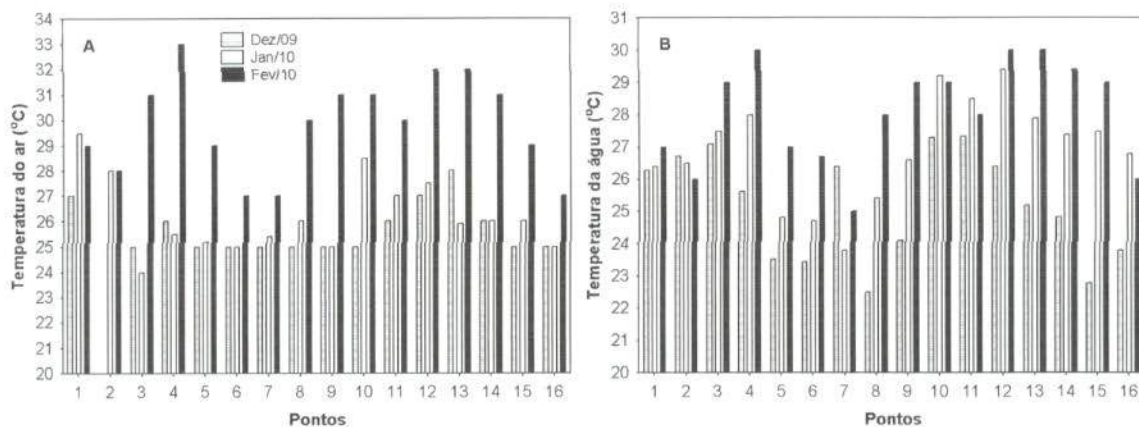 A
Dez/09
Jan/10
Fev/10
Temperatura do ar (°C)
34
33
32
31
30
29
28
27
26
25
24
23
22
21
20
1 2 3 4 5 6 7 8 9 10 11 12 13 14 15 16
Pontos
B
Temperatura da água (°C)
31
30
29
28
27
26
25
24
23
22
21
20
1 2 3 4 5 6 7 8 9 10 11 12 13 14 15 16
Pontos